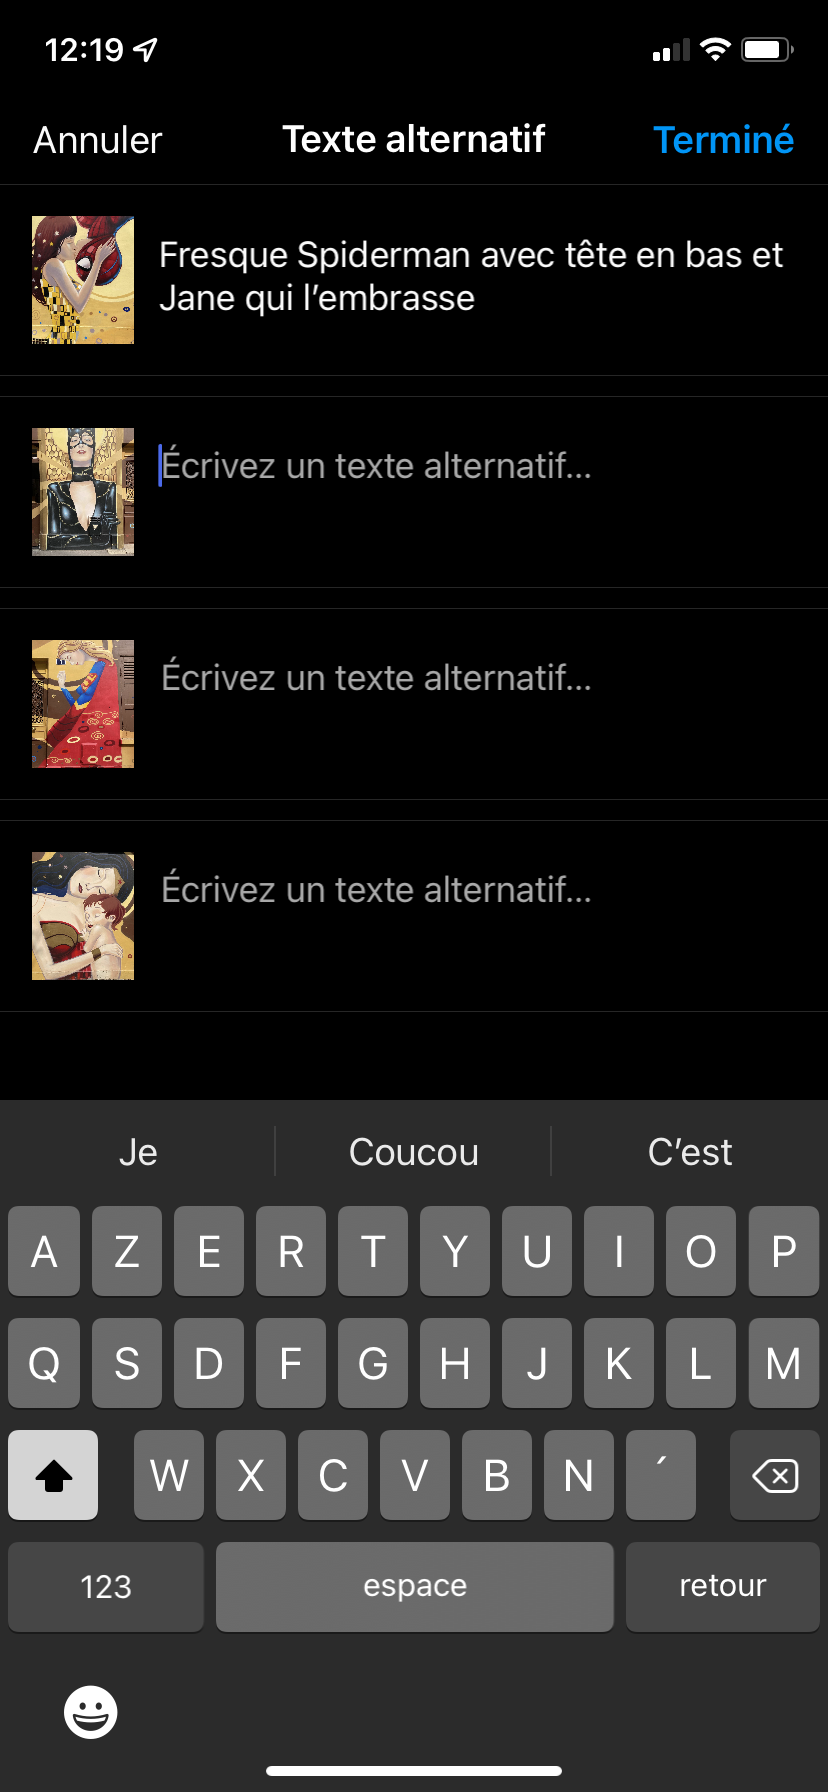 12:19
Annuler
Texte alternatif
Terminé
Fresque Spiderman avec tête en bas et
Jane qui l’embrasse
Écrivez un texte alternatif...
Écrivez un texte alternatif...
Écrivez un texte alternatif...
Je
Coucou
C’est
A Z E R T Y U I O P
Q S D F G H J K L M
W X C V B N ´
123
espace
retour